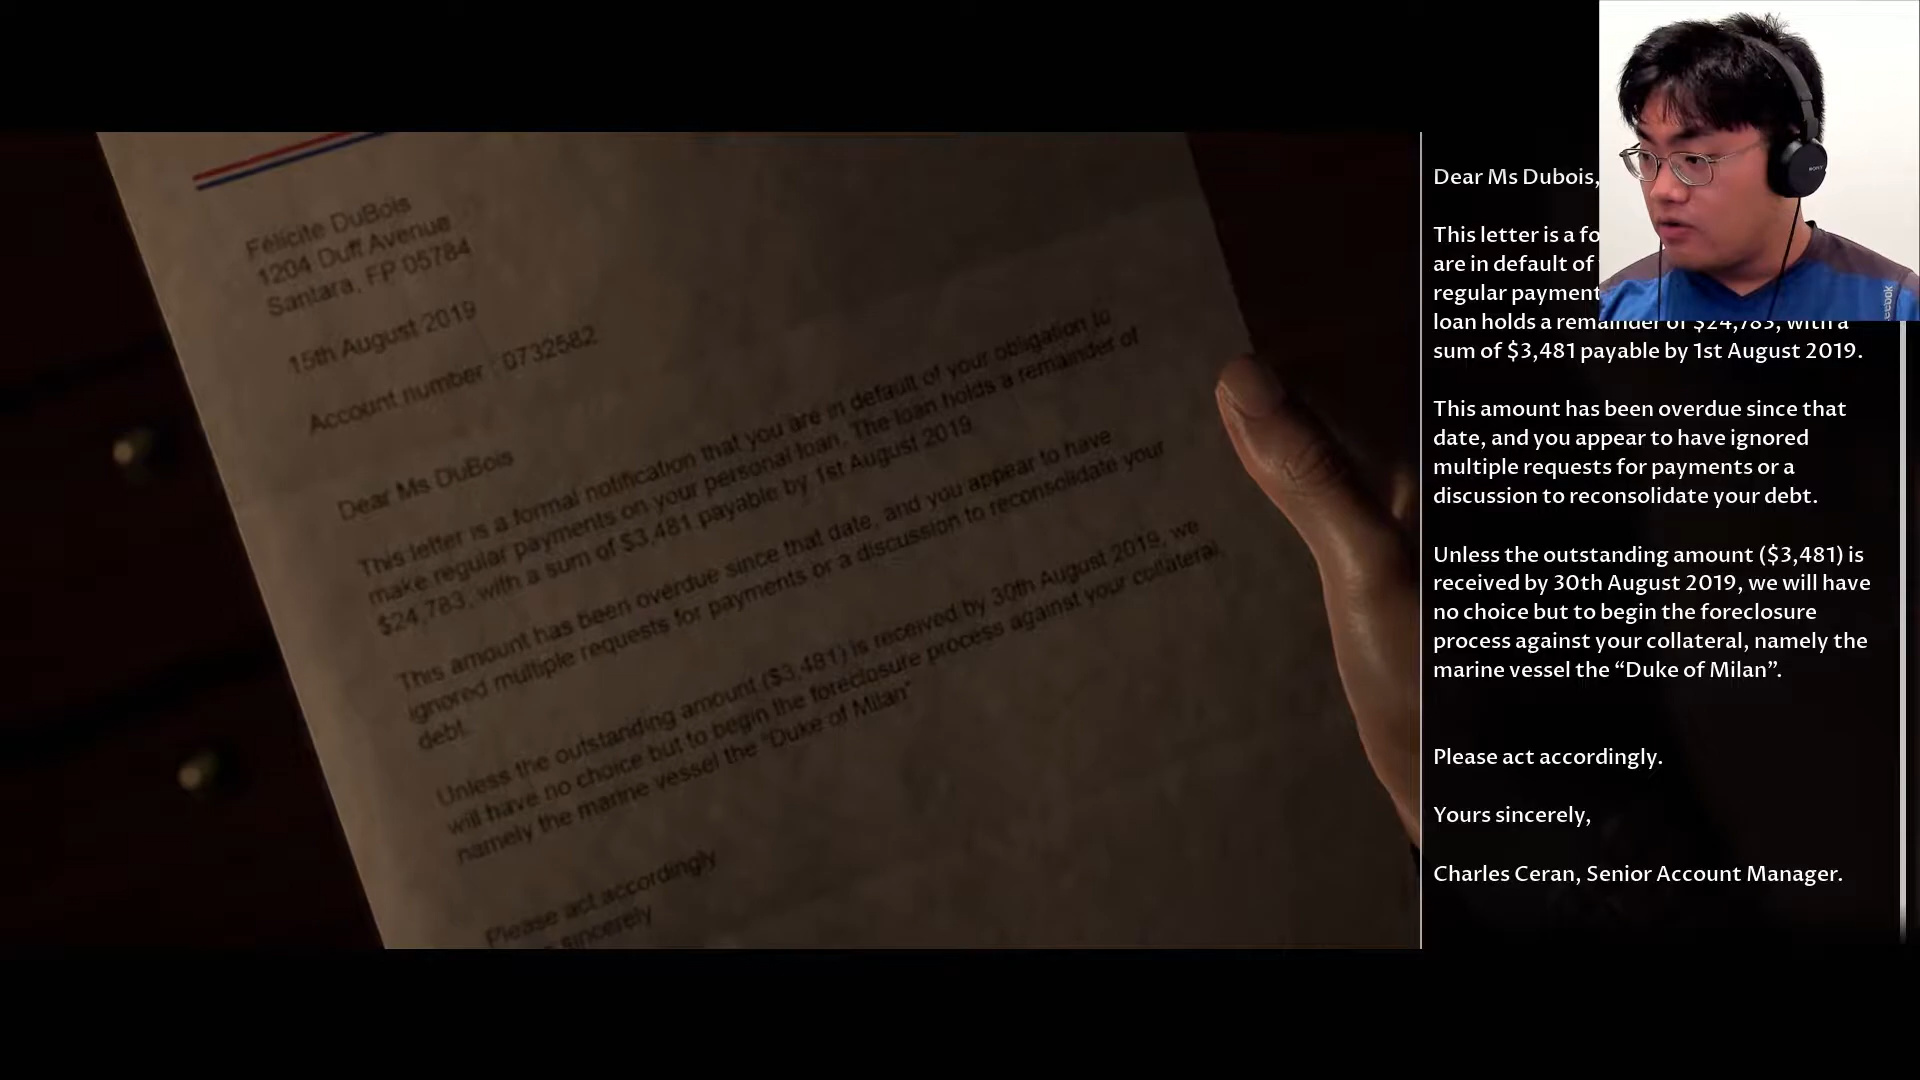 Félicité DuBois
1204 Duff Avenue
Santara, FP 05784
15th August 2019
Account number : 0732582
Dear Ms DuBois
This letter is a formal notification that you are in default of your obligation to
make regular payments on your personal loan. The loan holds a remainder of
$24,783, with a sum of $3,481 payable by 1st August 2019
This amount has been overdue since that date, and you appear to have
ignored multiple requests for payments or a discussion to reconsolidate your
debt.
Unless the outstanding amount ($3,481) is received by 30th August 2019, we
will have no choice but to begin the foreclosure process against your collateral,
namely the marine vessel the "Duke of Milan"
Please act accordingly
sincerely
Dear Ms Dubois,
This letter is a
are in default of
regular
loan holds a remainder of $24,783, with a
sum of $3,481 payable by 1st August 2019.
This amount has been overdue since that
date, and you appear to have ignored
multiple requests for payments or a
discussion to reconsolidate your debt.
Unless the outstanding amount ($3,481) is
received by 30th August 2019, we will have
no choice but to begin the foreclosure
process against your collateral, namely the
marine vessel the “Duke of Milan”.
Please act accordingly.
Yours sincerely,
Charles Ceran, Senior Account Manager.
SONY